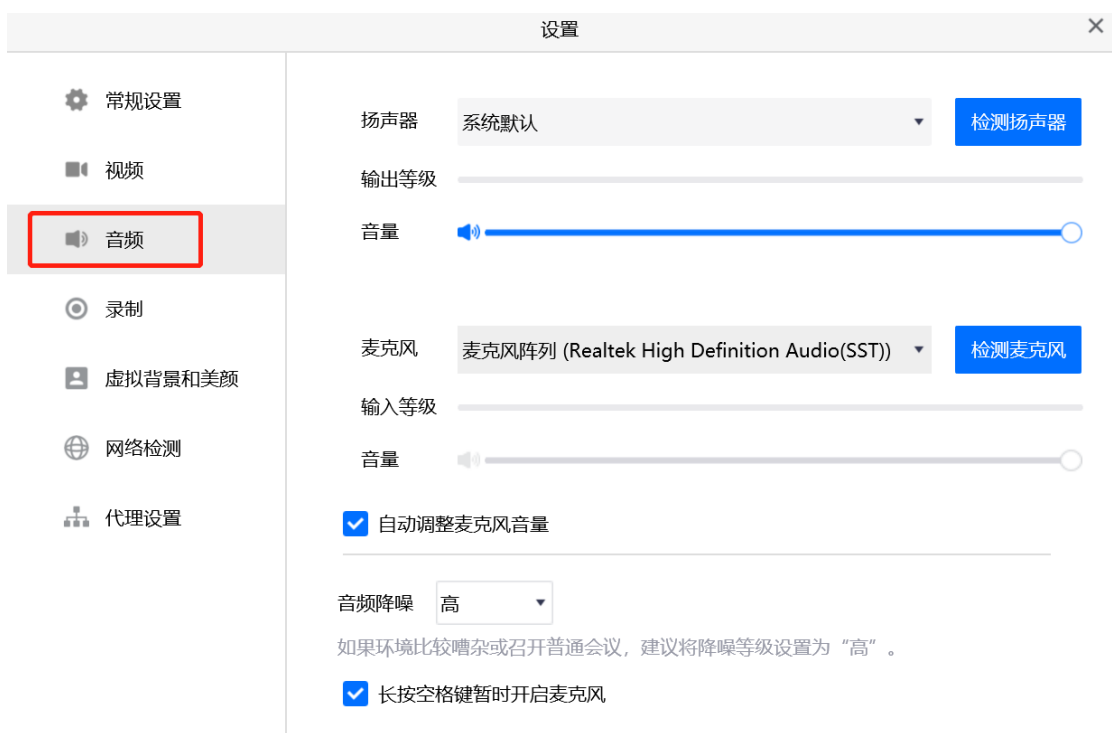 设置
常规设置
视频
音频
录制
虚拟背景和美颜
网络检测
代理设置
扬声器 系统默认 检测扬声器
输出等级
音量
麦克风 麦克风阵列 (Realtek High Definition Audio(SST)) 检测麦克风
输入等级
音量
自动调整麦克风音量
音频降噪 高
如果环境比较嘈杂或召开普通会议，建议将降噪等级设置为“高”。
长按空格键暂时开启麦克风